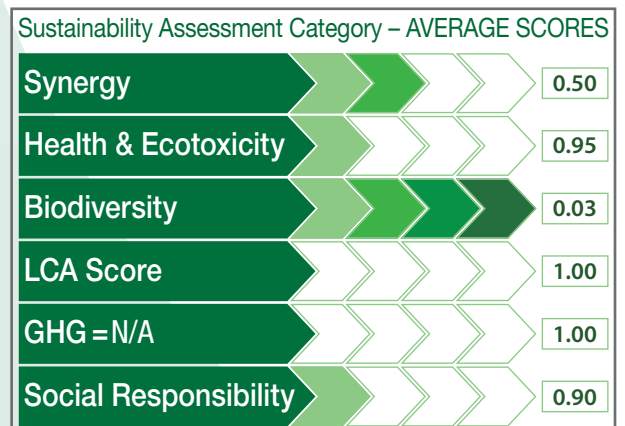 Sustainability Assessment Category – AVERAGE SCORES
Synergy 0.50
Health & Ecotoxicity 0.95
Biodiversity 0.03
LCA Score 1.00
GHG = N/A 1.00
Social Responsibility 0.90